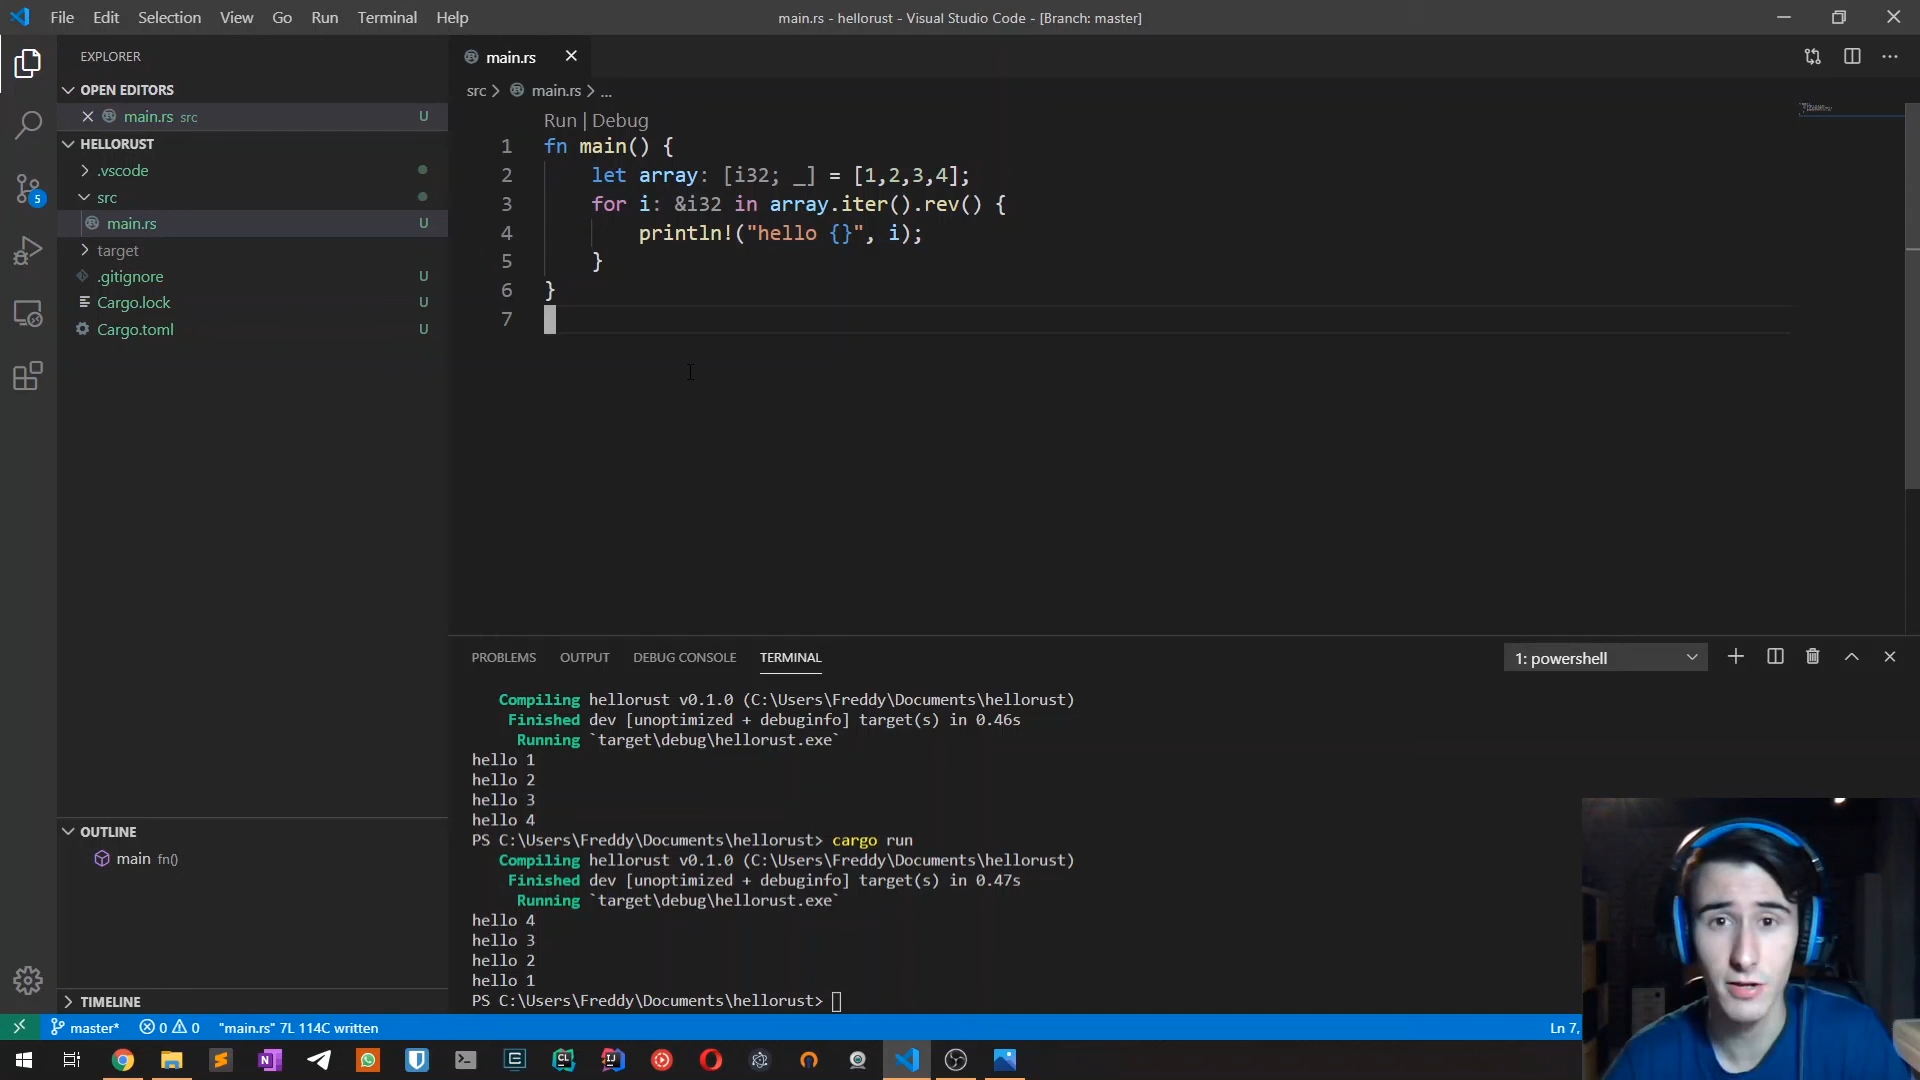 File Edit Selection View Go Run Terminal Help
main.rs - hellorust - Visual Studio Code - [Branch: master]
EXPLORER
OPEN EDITORS
main.rs src U
HELLORUST
.vscode
src
main.rs U
target
.gitignore U
Cargo.lock U
Cargo.toml U
OUTLINE
main fn()
TIMELINE
5
main.rs
src > main.rs > ...
Run | Debug
1 fn main() {
2 let array: [i32; _] = [1,2,3,4];
3 for i: &i32 in array.iter().rev() {
4 println!("hello {}", i);
5 }
6 }
7
PROBLEMS OUTPUT DEBUG CONSOLE TERMINAL
1: powershell
Compiling hellorust v0.1.0 (C:\Users\Freddy\Documents\hellorust)
Finished dev [unoptimized + debuginfo] target(s) in 0.46s
Running `target\debug\hellorust.exe`
hello 1
hello 2
hello 3
hello 4
PS C:\Users\Freddy\Documents\hellorust> cargo run
Compiling hellorust v0.1.0 (C:\Users\Freddy\Documents\hellorust)
Finished dev [unoptimized + debuginfo] target(s) in 0.47s
Running `target\debug\hellorust.exe`
hello 4
hello 3
hello 2
hello 1
PS C:\Users\Freddy\Documents\hellorust>
master* 0 0 "main.rs" 7L 114C written
Ln 7,